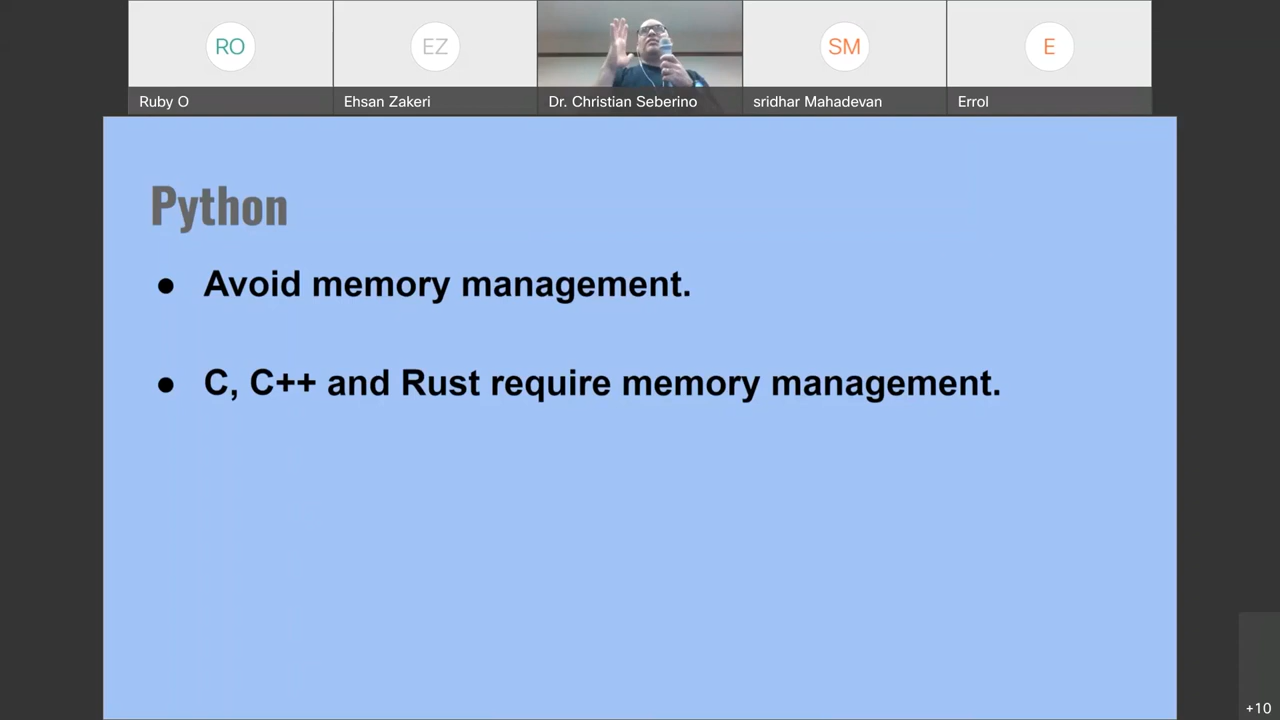 RO
EZ
SM
E
Ruby O
Ehsan Zakeri
Dr. Christian Seberino
sridhar Mahadevan
Errol
Python
● Avoid memory management.
● C, C++ and Rust require memory management.
+10